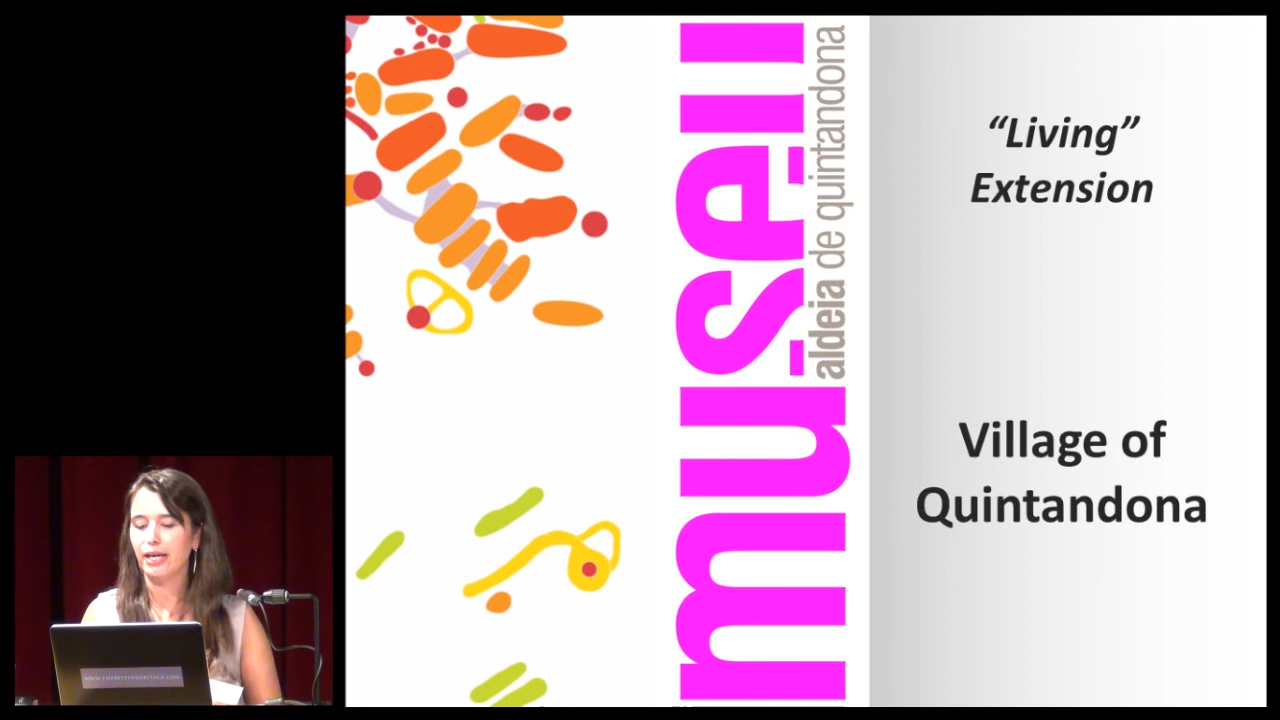 museu
aldeia de quintandona
“Living”
Extension
Village of
Quintandona